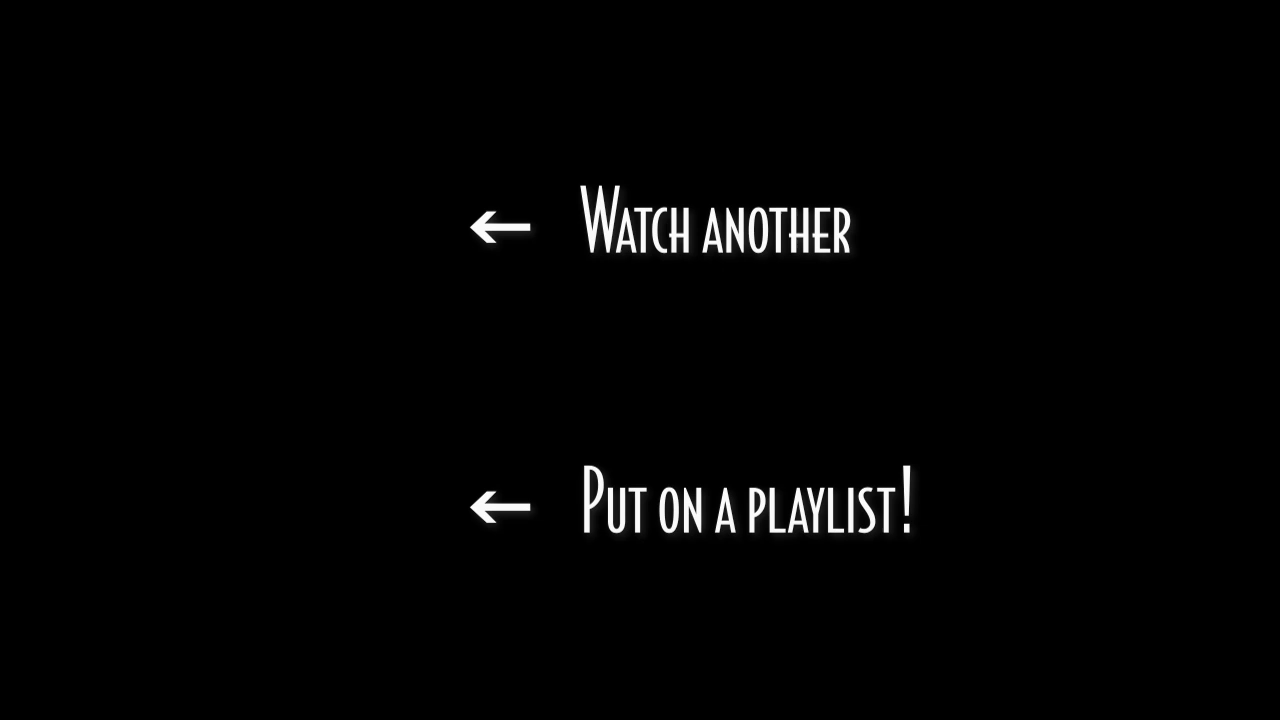 ← Watch another
← Put on a playlist!